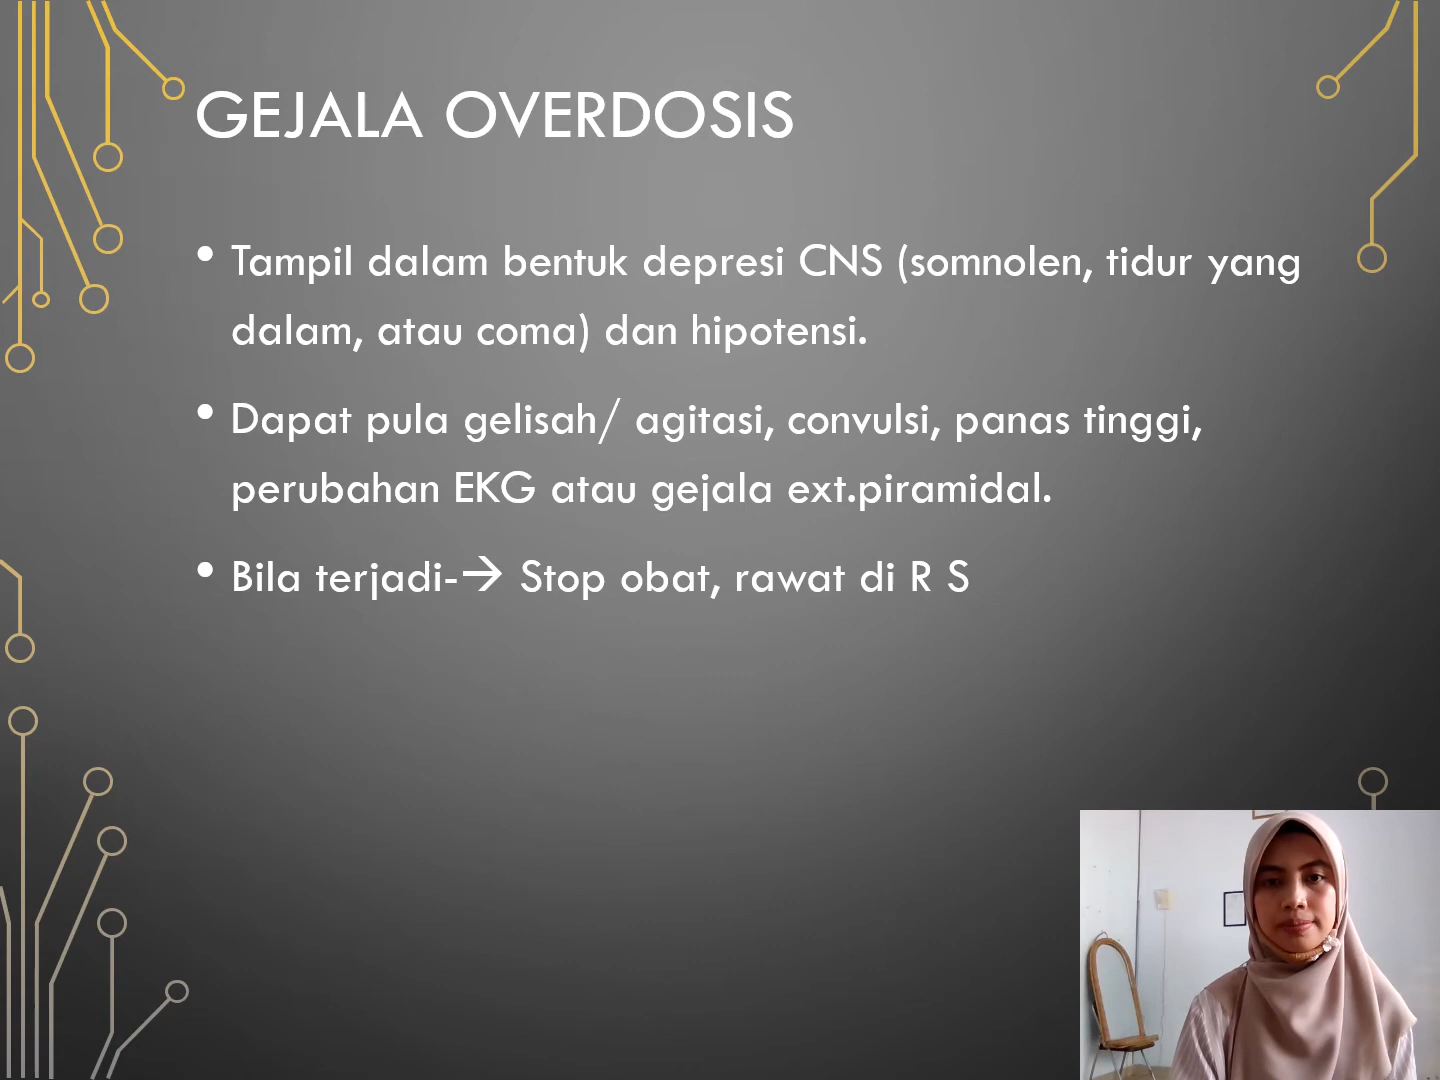 GEJALA OVERDOSIS
• Tampil dalam bentuk depresi CNS (somnolen, tidur yang
dalam, atau coma) dan hipotensi.
• Dapat pula gelisah/ agitasi, convulsi, panas tinggi,
perubahan EKG atau gejala ext.piramidal.
• Bila terjadi-→ Stop obat, rawat di R S